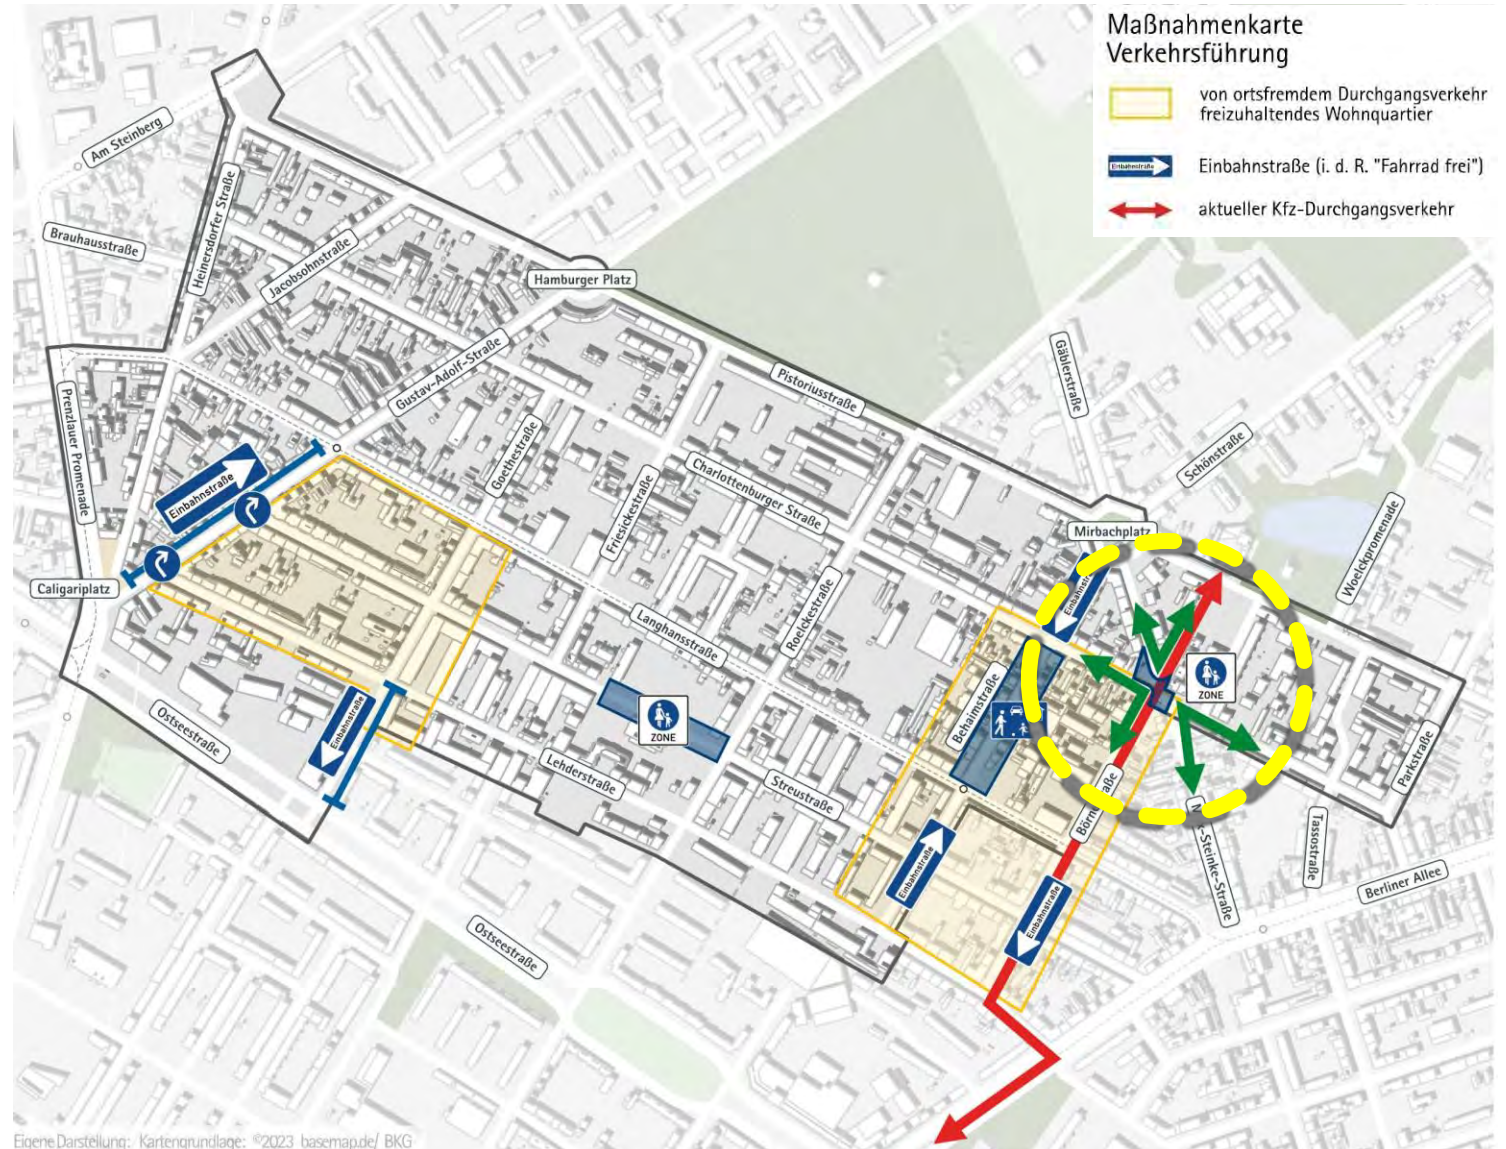 Maßnahmenkarte
Verkehrsführung
von ortsfremdem Durchgangsverkehr
freizuhaltendes Wohnquartier
Einbahnstraße
Einbahnstraße (i. d. R. "Fahrrad frei")
aktueller Kfz-Durchgangsverkehr
Am Steinberg
Heinersdorfer Straße
Brauhausstraße
Jacobsohnstraße
Hamburger Platz
Gustav-Adolf-Straße
Pistoriusstraße
Gäblerstraße
Prenzlauer Promenade
Goethestraße
Schönstraße
Friesickestraße
Charlottenburger Straße
Woelckpromenade
Einbahnstraße
Mirbachplatz
Caligariplatz
Roelckestraße
Langhansstraße
Behaimstraße
ZONE
Ostseestraße
Einbahnstraße
ZONE
Lehderstraße
Streustraße
Parkstraße
-Steinke-Straße
Tassostraße
Berliner Allee
Einbahnstraße
Einbahnstraße
Ostseestraße
Eigene Darstellung; Kartengrundlage: ©2023 basemap.de/ BKG